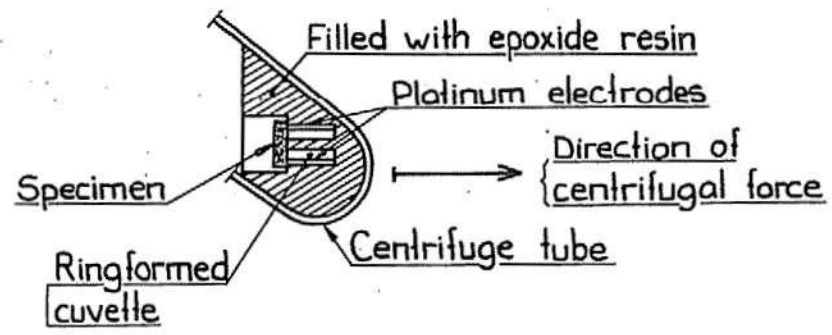 Filled with epoxide resin
Platinum electrodes
Direction of
centrifugal force
Specimen
Centrifuge tube
Ringformed
cuvette